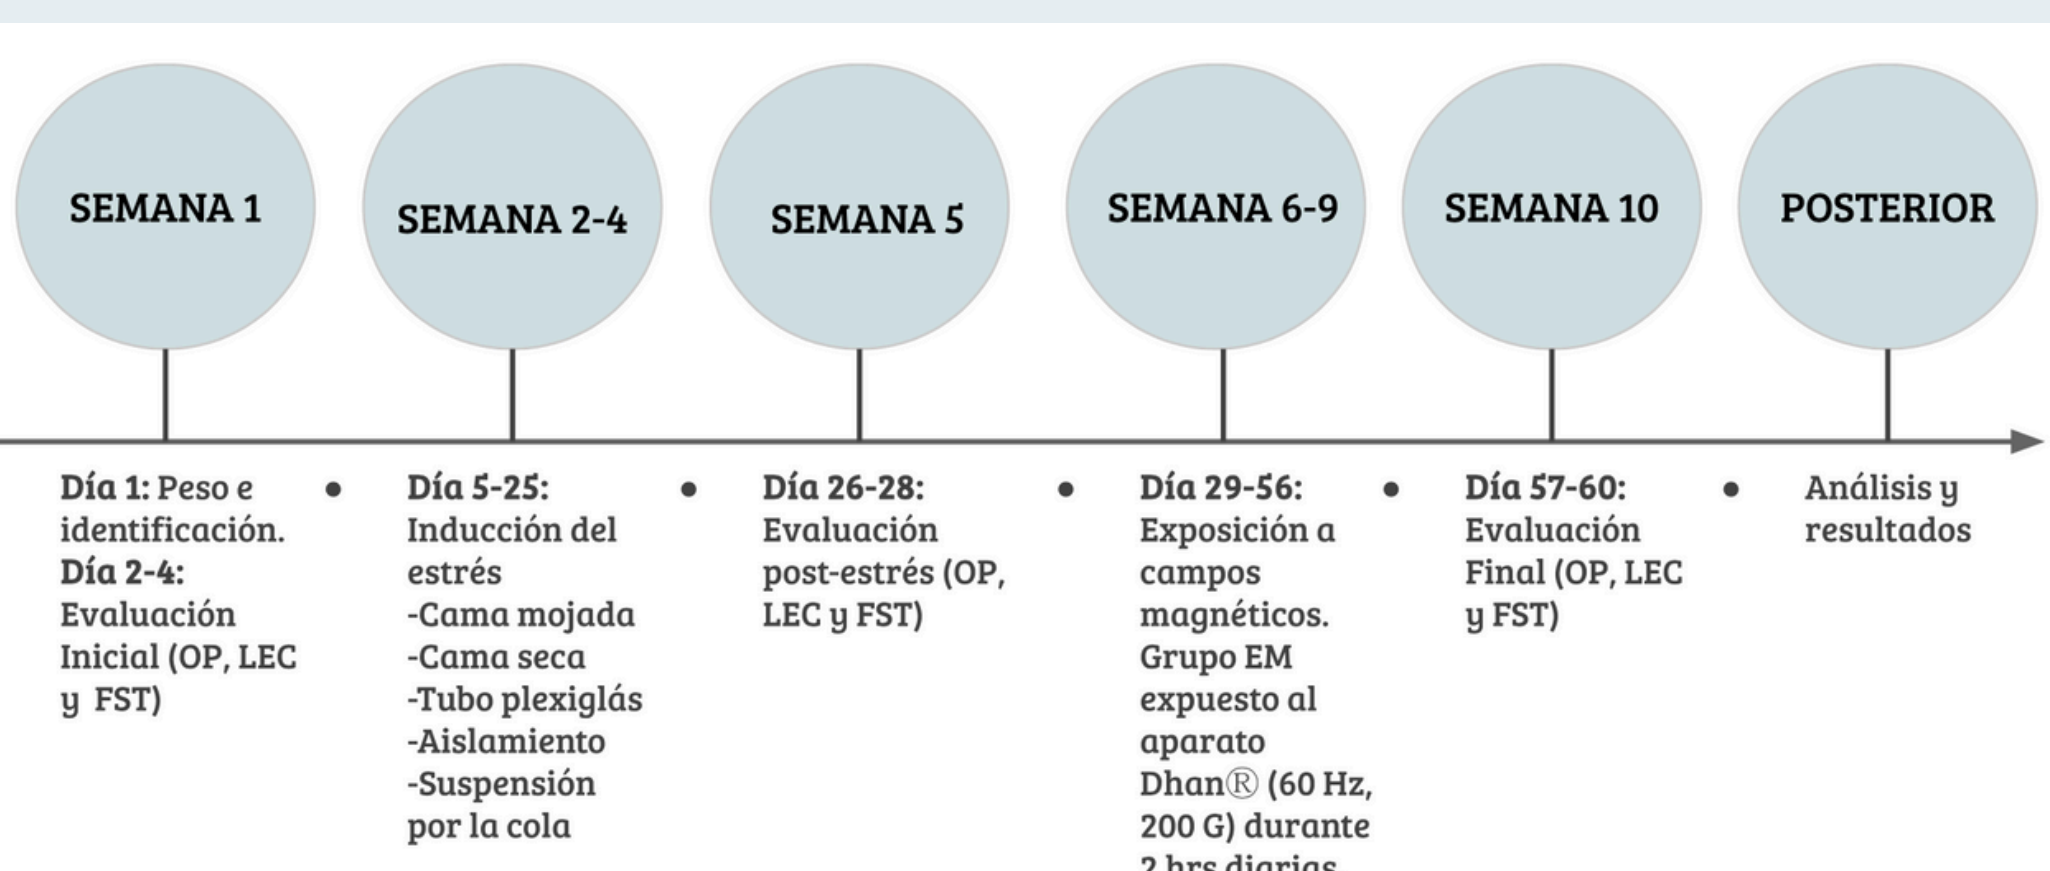 SEMANA 1
SEMANA 2-4
SEMANA 5
SEMANA 6-9
SEMANA 10
POSTERIOR
Día 1: Peso e
identificación.
Día 2-4:
Evaluación
Inicial (OP, LEC
y FST)
• Día 5-25:
Inducción del
estrés
-Cama mojada
-Cama seca
-Tubo plexiglás
-Aislamiento
-Suspensión
por la cola
• Día 26-28:
Evaluación
post-estrés (OP,
LEC y FST)
• Día 29-56:
Exposición a
campos
magnéticos.
Grupo EM
expuesto al
aparato
Dhan® (60 Hz,
200 G) durante
2 hrs diarias
• Día 57-60:
Evaluación
Final (OP, LEC
y FST)
• Análisis y
resultados